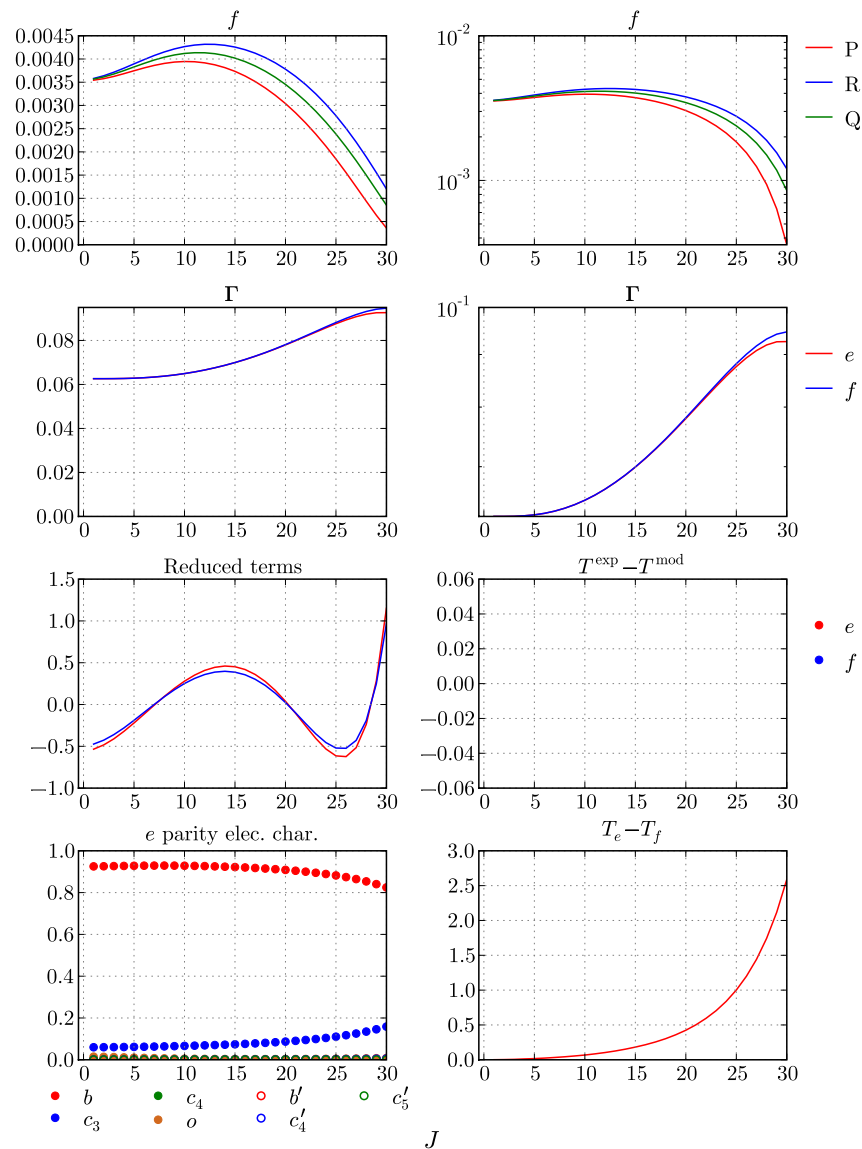 f
f
0.0045
0.0040
0.0035
0.0030
0.0025
0.0020
0.0015
0.0010
0.0005
0.0000
0 5 10 15 20 25 30
10⁻²
10⁻³
0 5 10 15 20 25 30
P
R
Q
Γ
Γ
0.08
0.06
0.04
0.02
0.00
0 5 10 15 20 25 30
10⁻¹
0 5 10 15 20 25 30
e
f
Reduced terms
T^exp−T^mod
1.5
1.0
0.5
0.0
−0.5
−1.0
0 5 10 15 20 25 30
0.06
0.04
0.02
0.00
−0.02
−0.04
−0.06
0 5 10 15 20 25 30
e
f
e parity elec. char.
T_e−T_f
1.0
0.8
0.6
0.4
0.2
0.0
0 5 10 15 20 25 30
3.0
2.5
2.0
1.5
1.0
0.5
0.0
0 5 10 15 20 25 30
b c₄ b′ c′₅
c₃ o c′₄
J